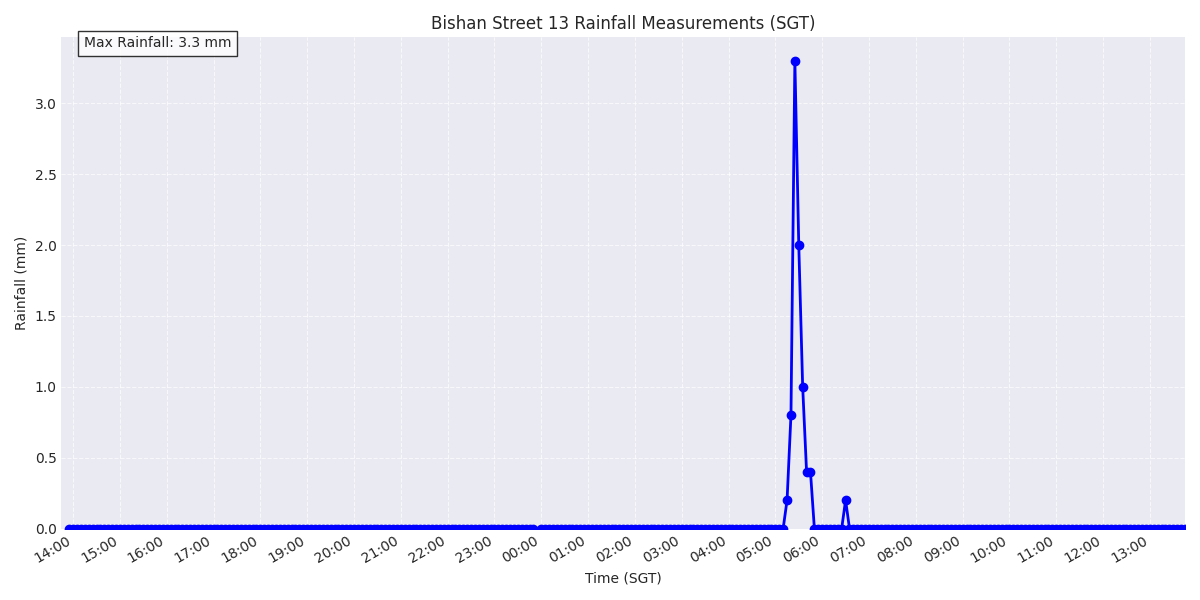 Bishan Street 13 Rainfall Measurements (SGT)
Max Rainfall: 3.3 mm
Rainfall (mm)
3.0
2.5
2.0
1.5
1.0
0.5
0.0
14:00 15:00 16:00 17:00 18:00 19:00 20:00 21:00 22:00 23:00 00:00 01:00 02:00 03:00 04:00 05:00 06:00 07:00 08:00 09:00 10:00 11:00 12:00 13:00
Time (SGT)